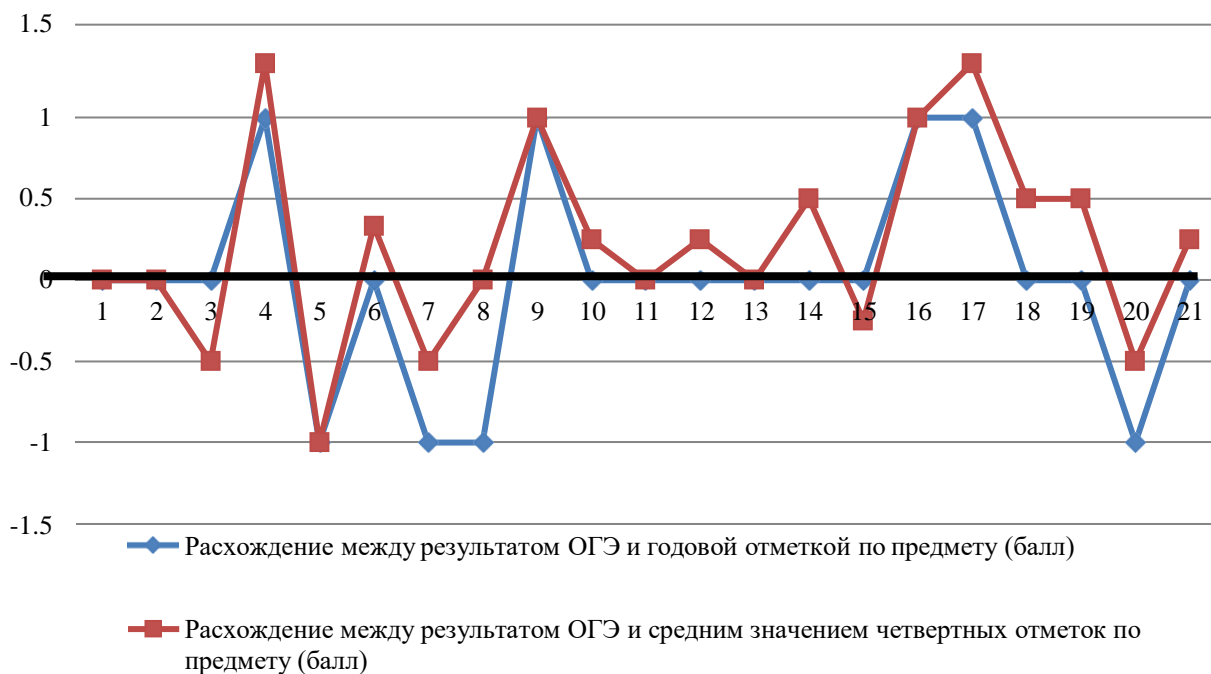 1.5
1
0.5
0
1 2 3 4 5 6 7 8 9 10 11 12 13 14 15 16 17 18 19 20 21
-0.5
-1
-1.5
Расхождение между результатом ОГЭ и годовой отметкой по предмету (балл)
Расхождение между результатом ОГЭ и средним значением четвертных отметок по
предмету (балл)